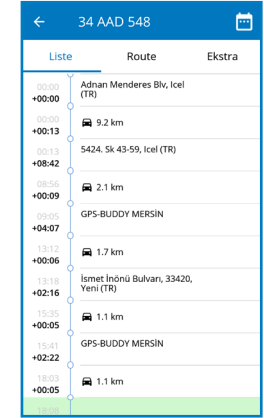 34 AAD 548
Liste Route Ekstra
00:00 Adnan Menderes Blv, Icel
+00:00 (TR)
00:00
+00:13 9.2 km
00:13 5424. Sk 43-59, Icel (TR)
+08:42
08:56
+00:09 2.1 km
09:05 GPS-BUDDY MERSİN
+04:07
13:12
+00:06 1.7 km
13:18 İsmet İnönü Bulvarı, 33420,
+02:16 Yeni (TR)
15:35
+00:05 1.1 km
15:41 GPS-BUDDY MERSİN
+02:22
18:03
+00:05 1.1 km
18:08